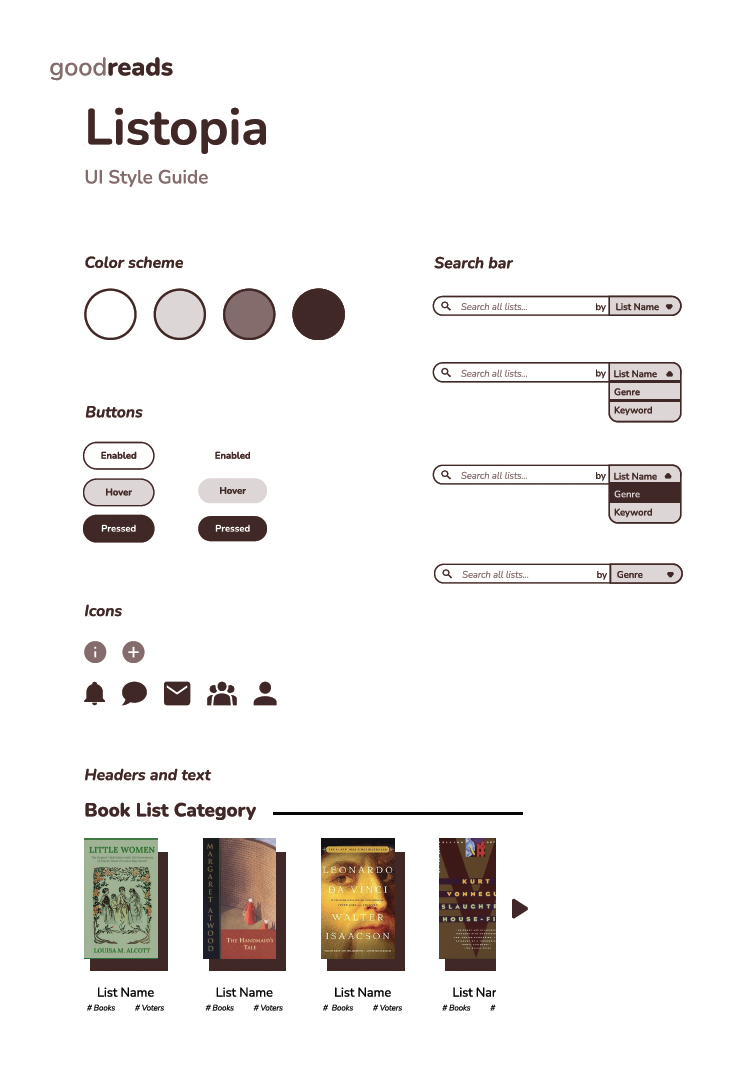 goodreads
Listopia
UI Style Guide
Color scheme
Buttons
Enabled
Enabled
Hover
Hover
Pressed
Pressed
Icons
Search bar
Search all lists... by List Name
Search all lists... by List Name
Genre
Keyword
Search all lists... by List Name
Genre
Keyword
Search all lists... by Genre
Headers and text
Book List Category
LITTLE WOMEN
LOUISA M. ALCOTT
MARGARET ATWOOD
THE HANDMAID'S
TALE
LEONARDO
DA VINCI
WALTER
ISAACSON
KURT
VONNEGU
SLAUGHT
HOUSE-FI
List Name
# Books # Voters
List Name
# Books # Voters
List Name
# Books # Voters
List Nar
# Books #